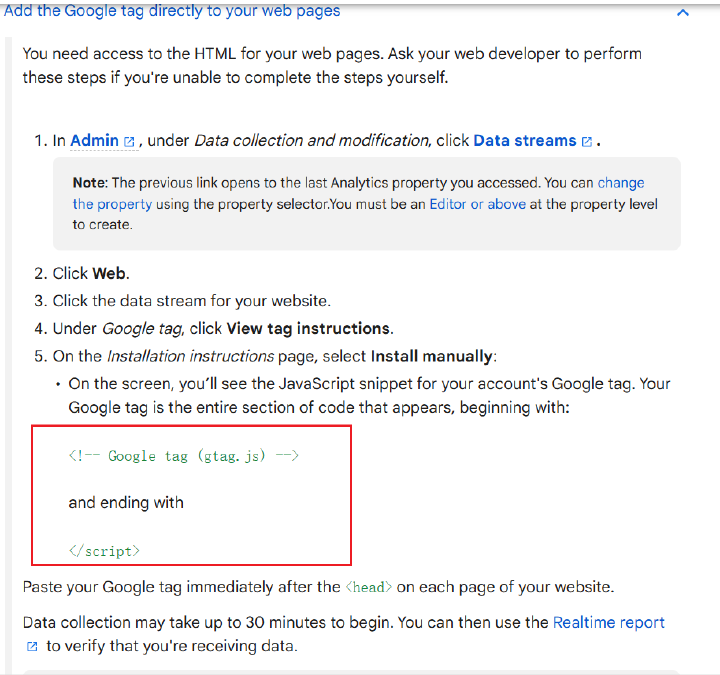 Add the Google tag directly to your web pages
You need access to the HTML for your web pages. Ask your web developer to perform
these steps if you're unable to complete the steps yourself.
1. In Admin, under Data collection and modification, click Data streams.
Note: The previous link opens to the last Analytics property you accessed. You can change
the property using the property selector.You must be an Editor or above at the property level
to create.
2. Click Web.
3. Click the data stream for your website.
4. Under Google tag, click View tag instructions.
5. On the Installation instructions page, select Install manually:
• On the screen, you'll see the JavaScript snippet for your account's Google tag. Your
Google tag is the entire section of code that appears, beginning with:
<!-- Google tag (gtag.js) -->
and ending with
</script>
Paste your Google tag immediately after the <head> on each page of your website.
Data collection may take up to 30 minutes to begin. You can then use the Realtime report
to verify that you're receiving data.